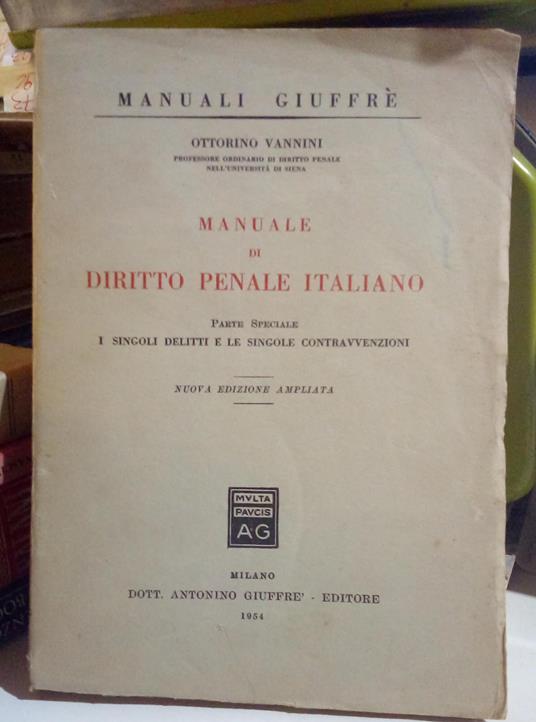 MANUALI GIUFFRÈ
OTTORINO VANNINI
PROFESSORE ORDINARIO DI DIRITTO PENALE
NELL'UNIVERSITÀ DI SIENA
MANUALE
DI
DIRITTO PENALE ITALIANO
PARTE SPECIALE
I SINGOLI DELITTI E LE SINGOLE CONTRAVVENZIONI
NUOVA EDIZIONE AMPLIATA
MVLTA
PAVCIS
AG
MILANO
DOTT. ANTONINO GIUFFRE' - EDITORE
1954